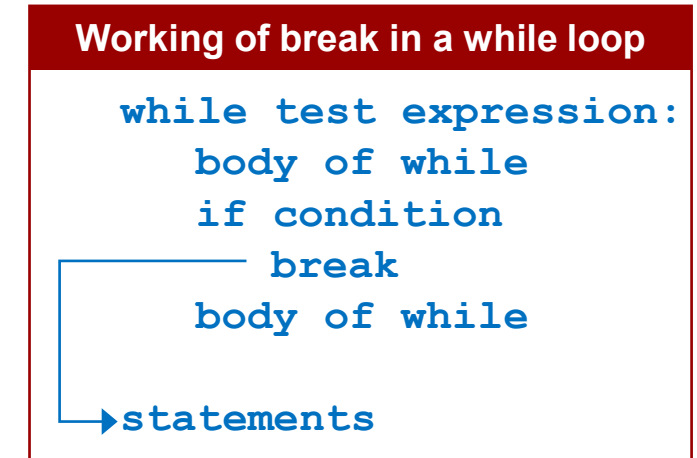 Working of break in a while loop
while test expression:
body of while
if condition
break
body of while
statements